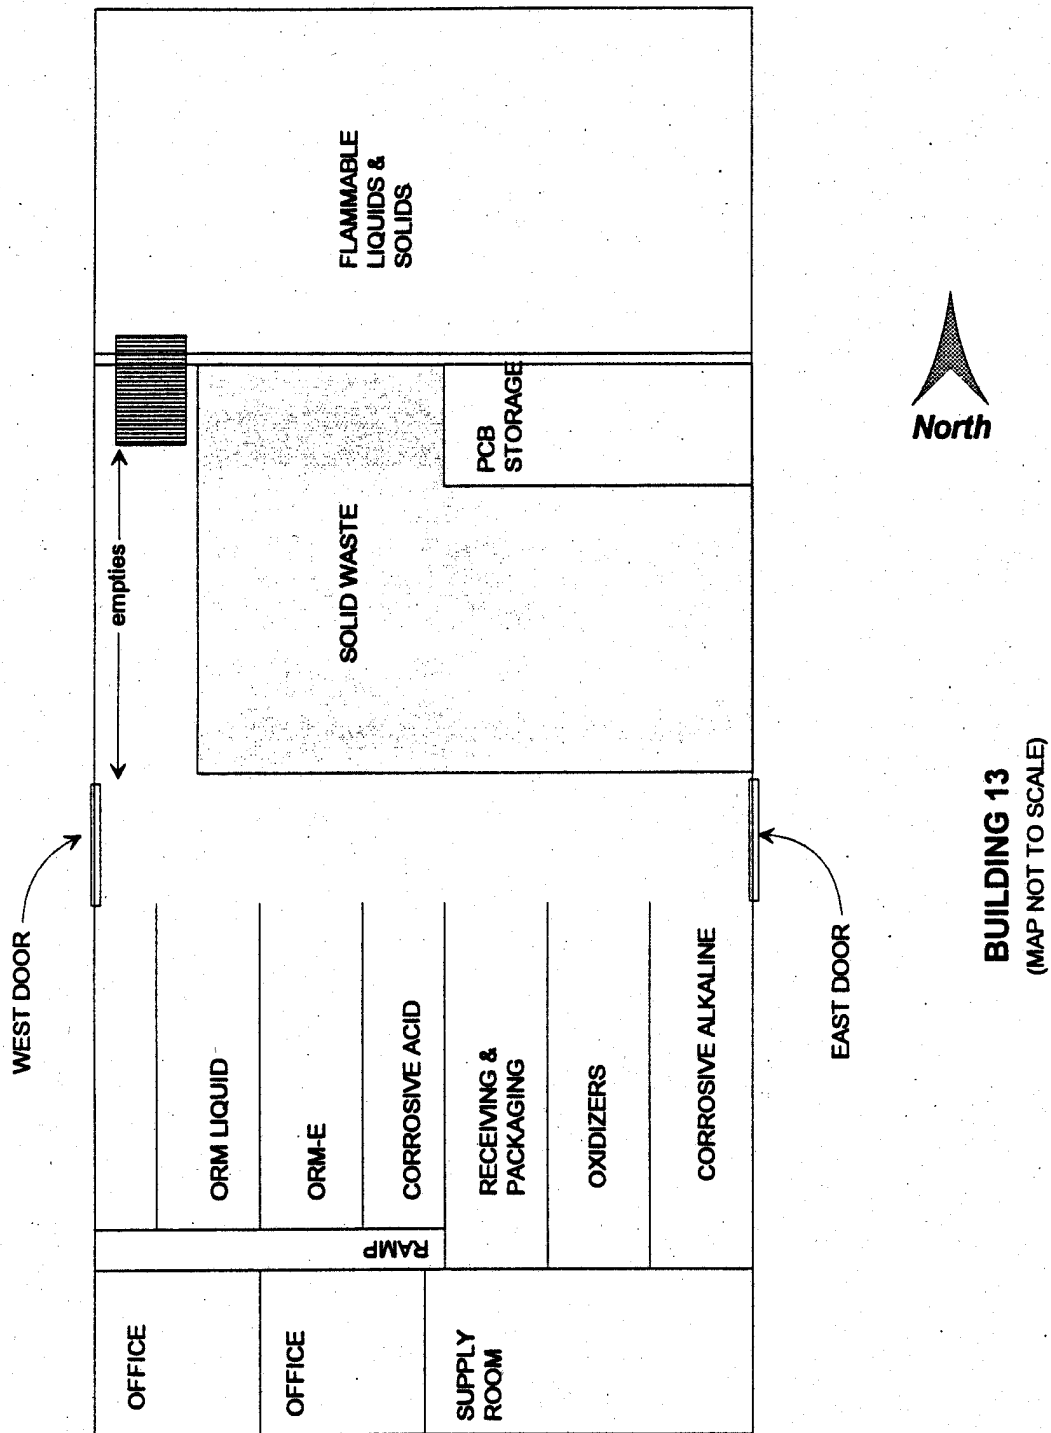 FLAMMABLE
LIQUIDS &
SOLIDS
PCB
STORAGE
empties
SOLID WASTE
North
WEST DOOR
EAST DOOR
ORM LIQUID
ORM-E
CORROSIVE ACID
RECEIVING &
PACKAGING
OXIDIZERS
CORROSIVE ALKALINE
RAMP
OFFICE
OFFICE
SUPPLY
ROOM
BUILDING 13
(MAP NOT TO SCALE)